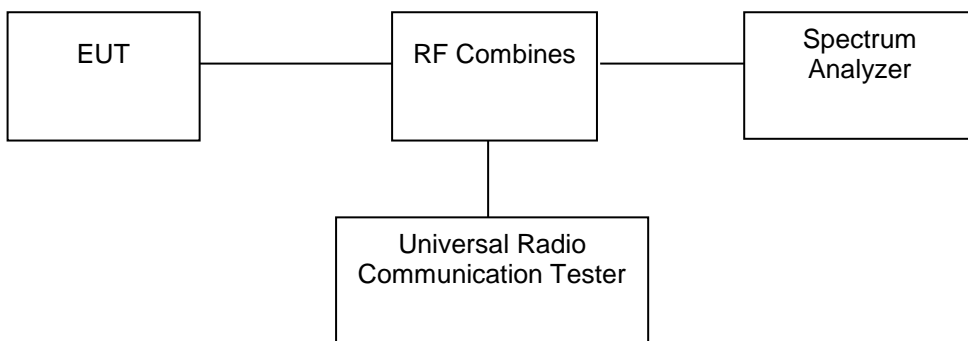 EUT
RF Combines
Spectrum
Analyzer
Universal Radio
Communication Tester